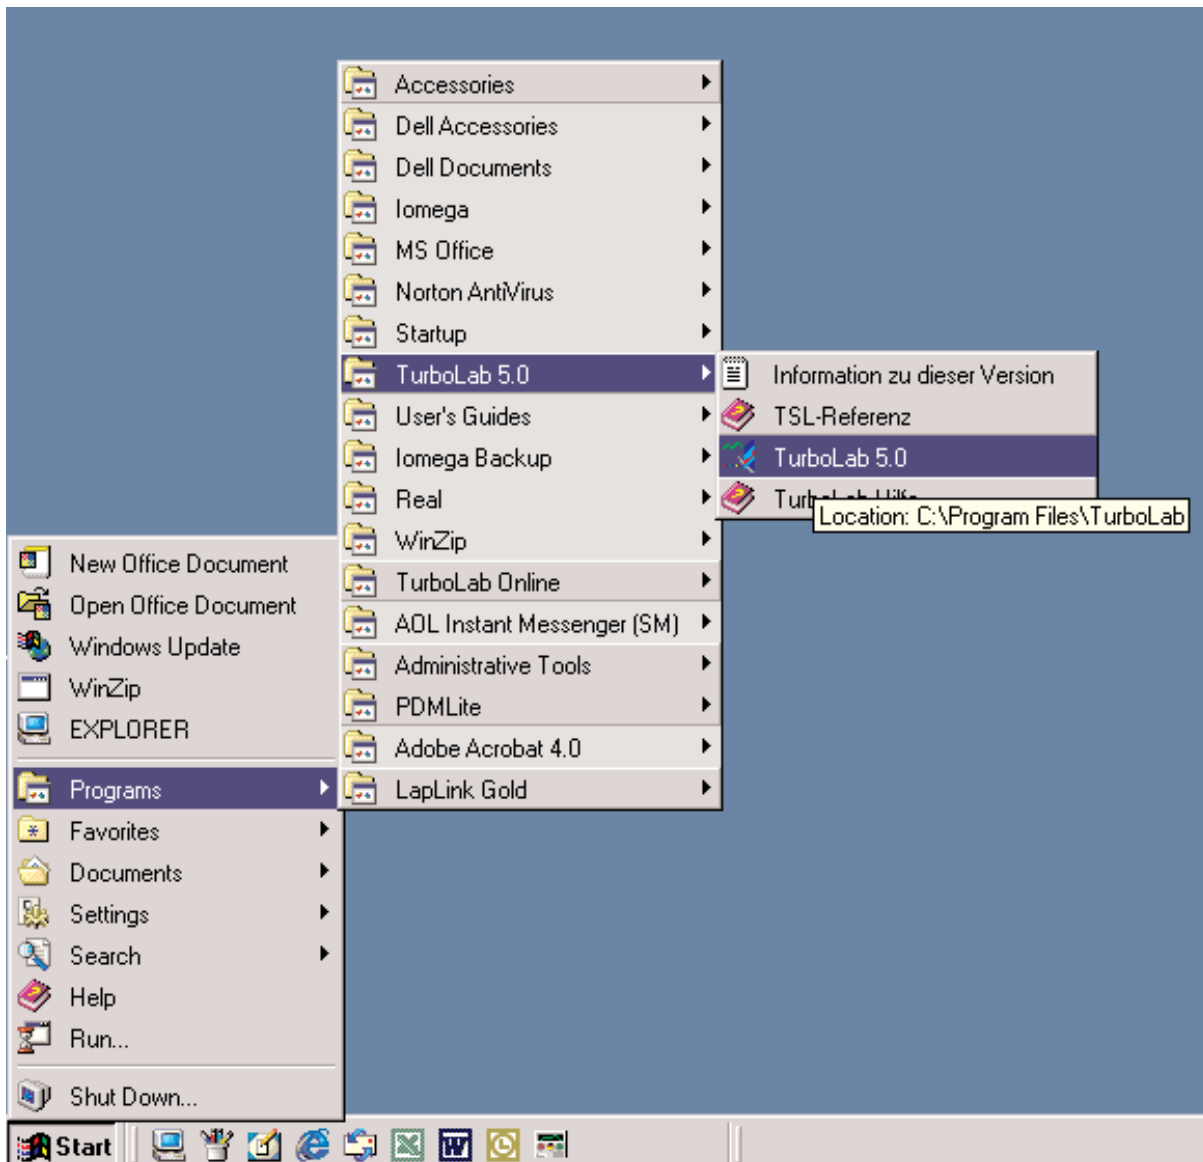 Accessories
Dell Accessories
Dell Documents
Iomega
MS Office
Norton AntiVirus
Startup
TurboLab 5.0
User's Guides
Iomega Backup
Real
WinZip
TurboLab Online
AOL Instant Messenger (SM)
Administrative Tools
PDMLite
Adobe Acrobat 4.0
LapLink Gold
Information zu dieser Version
TSL-Referenz
TurboLab 5.0
TurboLab Hilfe
Location: C:\Program Files\TurboLab
New Office Document
Open Office Document
Windows Update
WinZip
EXPLORER
Programs
Favorites
Documents
Settings
Search
Help
Run...
Shut Down...
Start